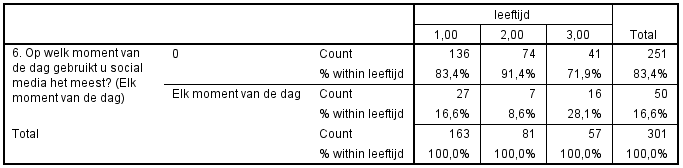 leeftijd
1,00 2,00 3,00 Total
6. Op welk moment van 0 Count 136 74 41 251
de dag gebruikt u social
media het meest? (Elk % within leeftijd 83,4% 91,4% 71,9% 83,4%
moment van de dag) Elk moment van de dag Count 27 7 16 50
% within leeftijd 16,6% 8,6% 28,1% 16,6%
Total Count 163 81 57 301
% within leeftijd 100,0% 100,0% 100,0% 100,0%